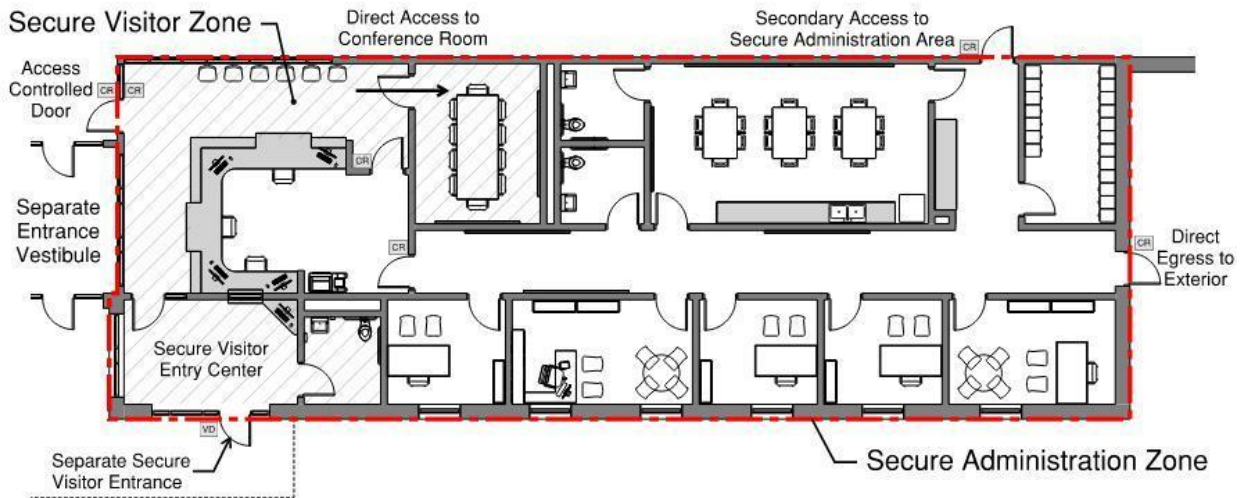 Secure Visitor Zone
Direct Access to
Conference Room
Secondary Access to
Secure Administration Area
CR
Access
Controlled
Door
CR
CR
CR
Separate
Entrance
Vestibule
CR
CR
Direct
Egress to
Exterior
Secure Visitor
Entry Center
VD
Separate Secure
Visitor Entrance
Secure Administration Zone